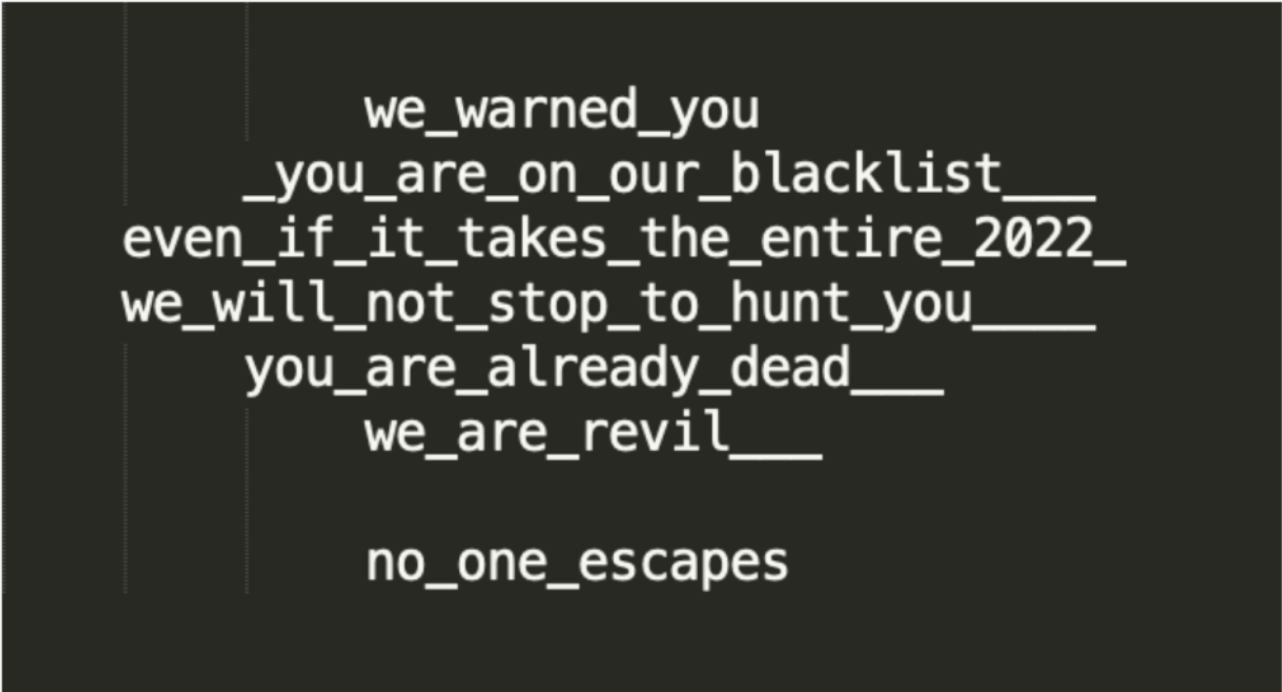 we_warned_you
_you_are_on_our_blacklist___
even_if_it_takes_the_entire_2022_
we_will_not_stop_to_hunt_you____
you_are_already_dead___
we_are_revil___
no_one_escapes